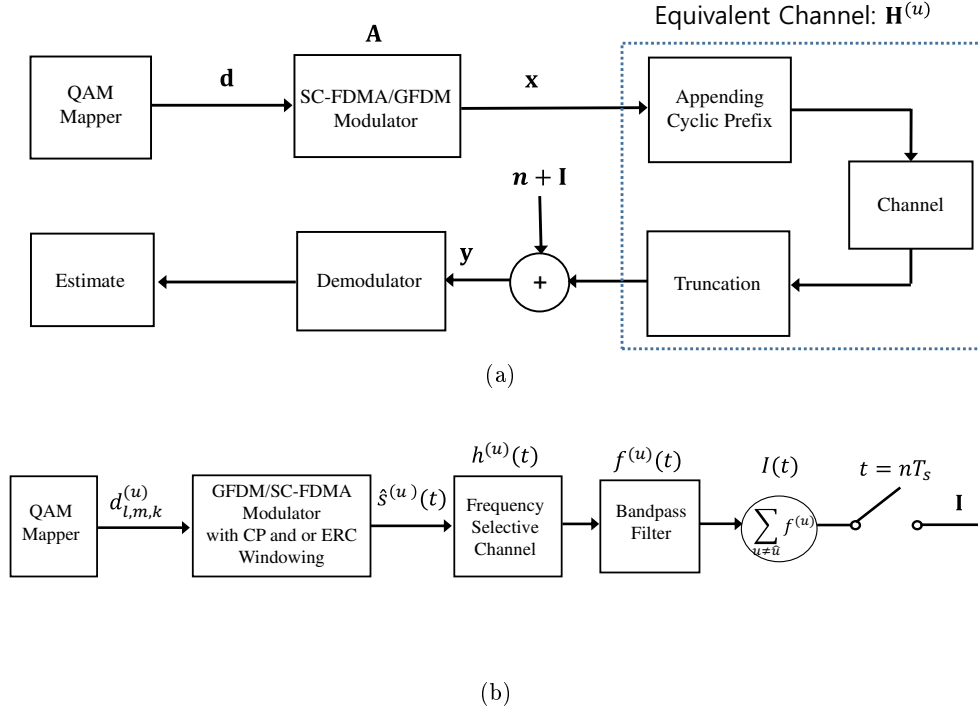 Equivalent Channel: 𝐇⁽ᵘ⁾
𝐀
QAM
Mapper
𝐝
SC-FDMA/GFDM
Modulator
𝐱
Appending
Cyclic Prefix
Channel
Truncation
𝒏 + 𝐈
+
𝐲
Demodulator
Estimate
(a)
QAM
Mapper
d_{l,m,k}^{(u)}
GFDM/SC-FDMA
Modulator
with CP and or ERC
Windowing
ŝ^{(u)}(t)
h^{(u)}(t)
Frequency
Selective
Channel
f^{(u)}(t)
Bandpass
Filter
I(t)
∑_{u≠û} f^{(u)}
t = nT_s
𝐈
(b)